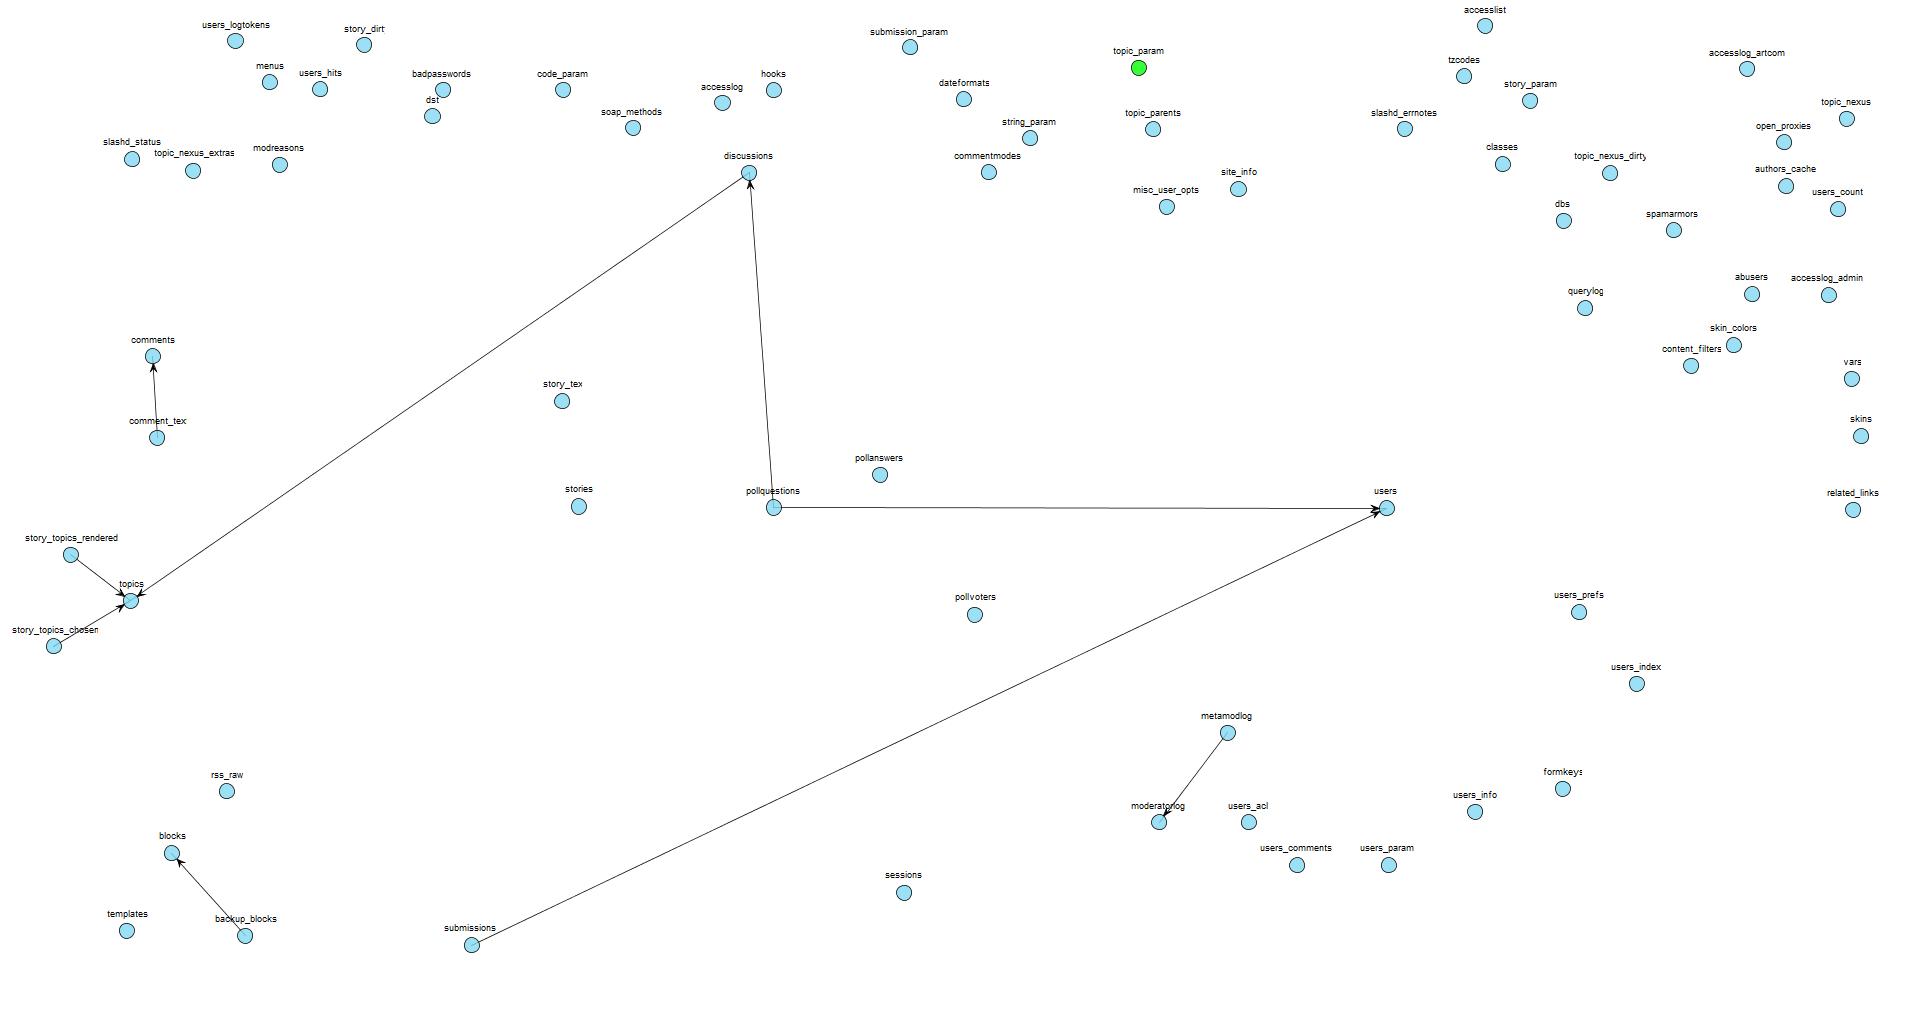 accesslist
users_logtokens
story_dirt
submission_param
topic_param
accesslog_artcom
tzcodes
menus
users_hits
badpasswords
code_param
hooks
accesslog
dateformats
story_param
dst
topic_nexus
soap_methods
topic_parents
slashd_errnotes
string_param
open_proxies
slashd_status
topic_nexus_extras
modreasons
discussions
commentmodes
classes
topic_nexus_dirty
site_info
authors_cache
misc_user_opts
users_count
dbs
spamarmors
abusers
accesslog_admin
querylog
skin_colors
comments
content_filters
vars
story_tex
comment_tex
skins
pollanswers
stories
pollquestions
users
related_links
story_topics_rendered
topics
pollvoters
users_prefs
story_topics_chosen
users_index
metamodlog
rss_raw
formkeys
users_info
moderatorlog
users_acl
blocks
users_comments
users_param
sessions
templates
backup_blocks
submissions